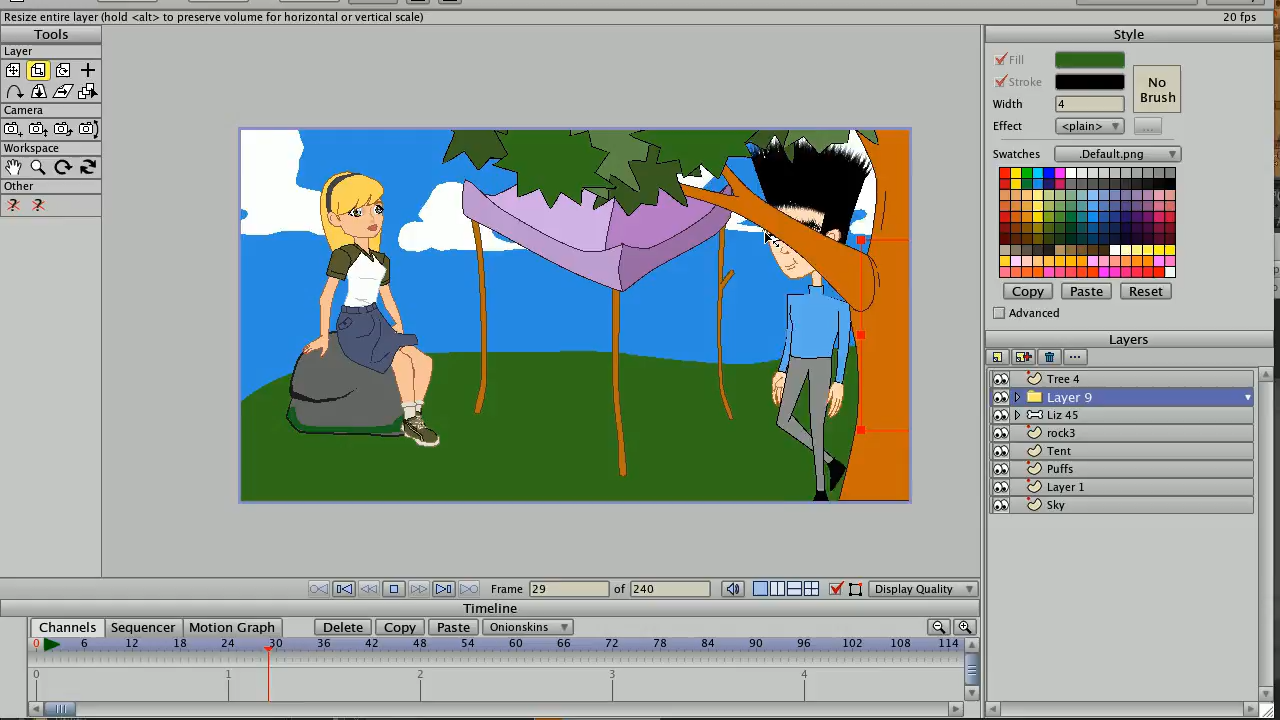 Resize entire layer (hold <alt> to preserve volume for horizontal or vertical scale)
20 fps
Tools
Layer
Camera
Workspace
Other
Style
Fill
Stroke
Width
4
No
Brush
Effect
<plain>
...
Swatches
.Default.png
Copy
Paste
Reset
Advanced
Layers
...
Tree 4
Layer 9
Liz 45
rock3
Tent
Puffs
Layer 1
Sky
Frame
29
of
240
Display Quality
Timeline
Channels
Sequencer
Motion Graph
Delete
Copy
Paste
Onionskins
0 6 12 18 24 30 36 42 48 54 60 66 72 78 84 90 96 102 108 114
0 1 2 3 4